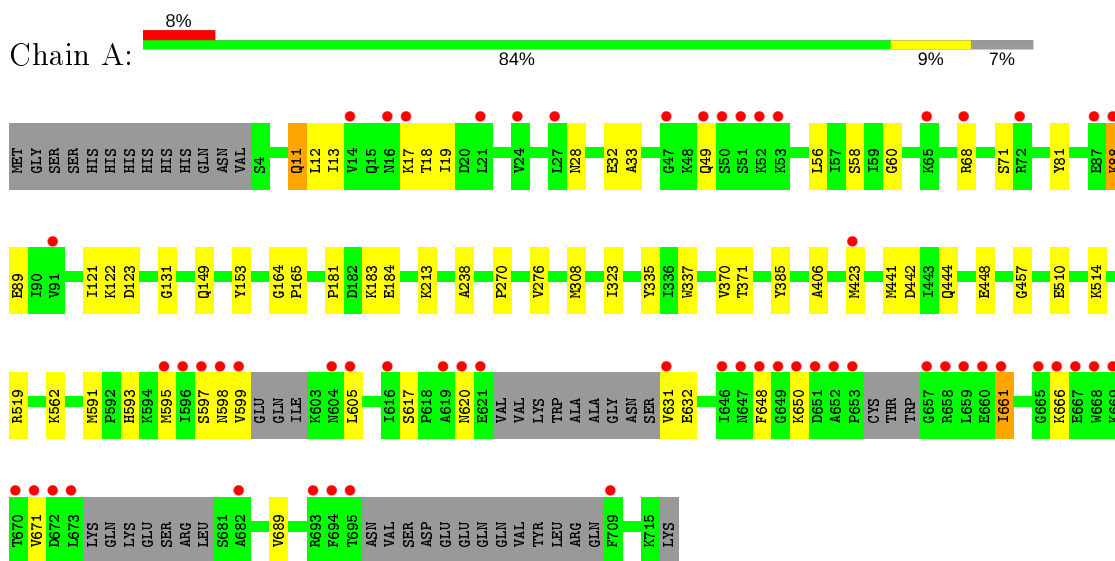 8%
Chain A:
84%
9%
7%
MET GLY SER SER HIS HIS HIS HIS HIS HIS GLN ASN VAL S4 Q11 L12 I13 V14 Q15 N16 K17 T18 I19 D20 L21 V24 L27 N28 E32 A33 G47 K48 Q49 S50 S51 K52 K53 L56 I57 S58 I59 G60 K65 R68 S71 R72 Y81 E87 K88
E89 I90 V91 I121 K122 D123 G131 Q149 Y153 G164 P165 P181 D182 K183 E184 K213 A238 P270 V276 M308 I323 Y335 I336 W337 V370 T371 Y385 A406 M423 M441 D442 I443 Q444 E448 G457 E510 K514
R519 K562 M591 P592 H593 K594 M595 I596 S597 N598 V599 GLU GLN ILE K603 N604 L605 I616 S617 P618 A619 N620 E621 VAL VAL LYS TRP ALA ALA GLY ASN SER V631 E632 I646 N647 F648 G649 K650 D651 A652 P653 CYS THR TRP G657 R658 L659 E660 I661 G665 K666 E667 W668 K669
T670 V671 D672 L673 LYS GLN LYS GLU SER ARG LEU S681 A682 V689 R693 F694 T695 ASN VAL SER ASP GLU GLU GLN VAL TYR LEU ARG GLN F709 K715 LYS